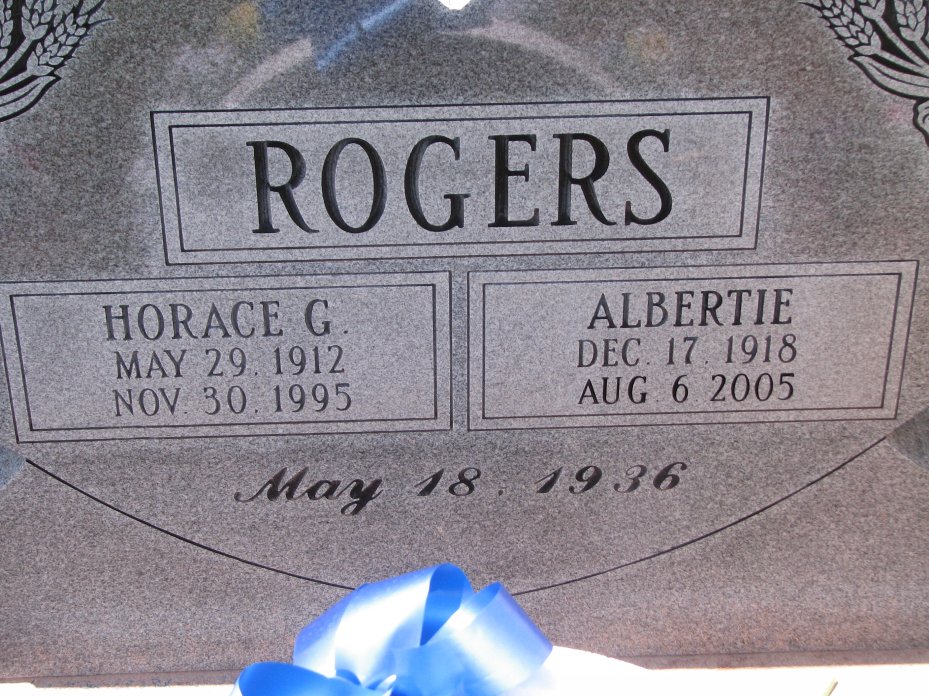 ROGERS
HORACE G.
MAY 29. 1912
NOV. 30. 1995
ALBERTIE
DEC. 17. 1918
AUG. 6 2005
May 18. 1936